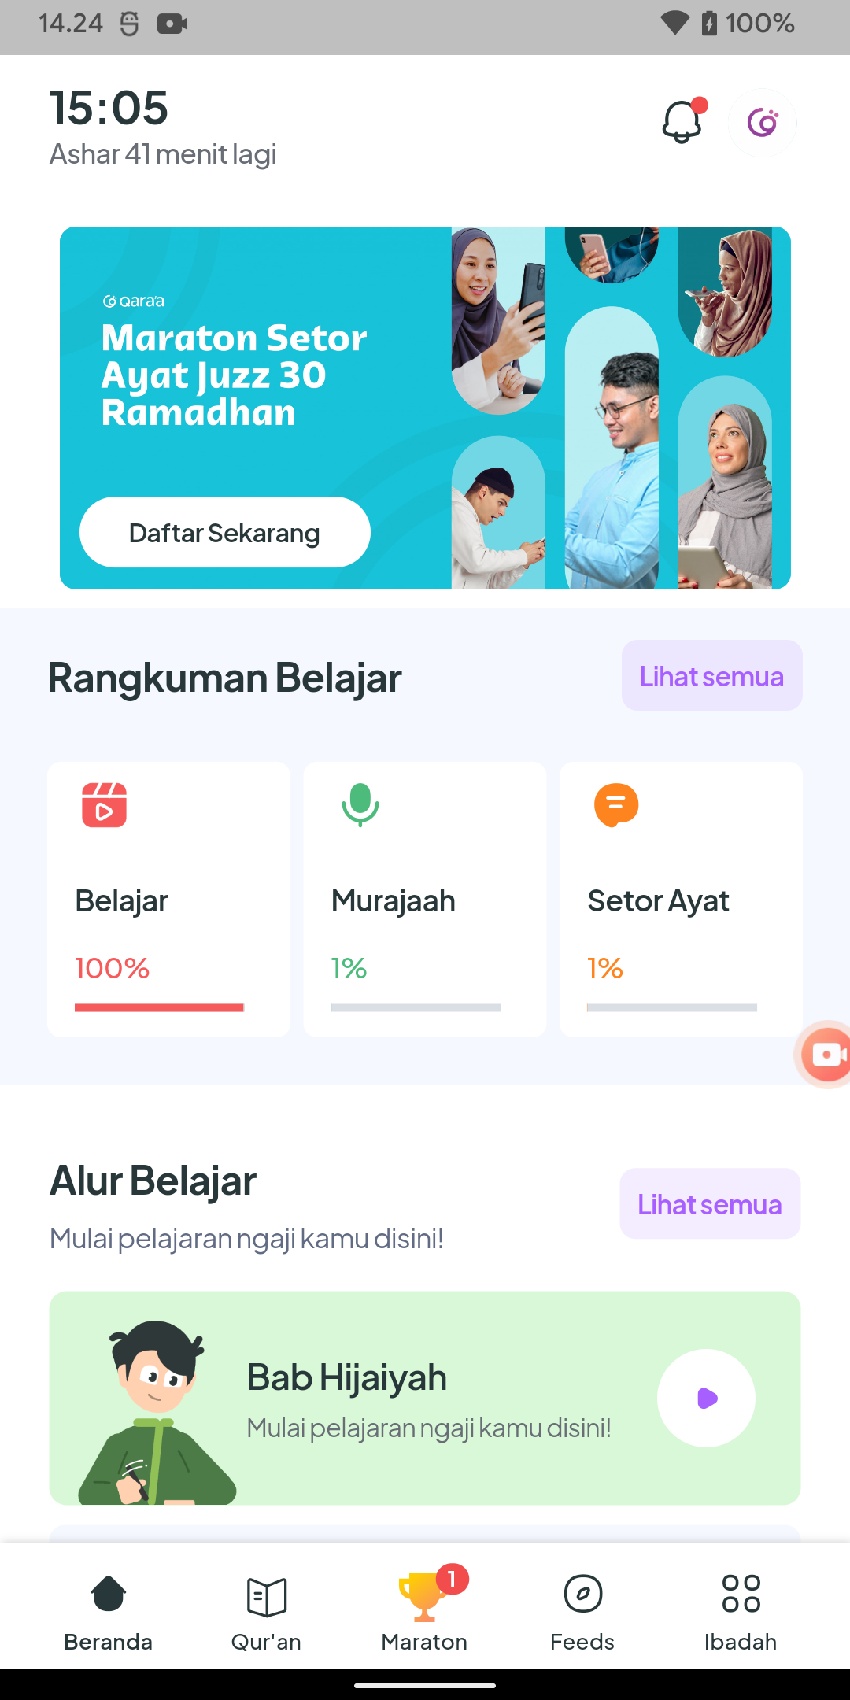 14.24
100%
15:05
Ashar 41 menit lagi
Qara'a
Maraton Setor
Ayat Juzz 30
Ramadhan
Daftar Sekarang
Rangkuman Belajar
Lihat semua
Belajar
100%
Murajaah
1%
Setor Ayat
1%
Alur Belajar
Lihat semua
Mulai pelajaran ngaji kamu disini!
Bab Hijaiyah
Mulai pelajaran ngaji kamu disini!
1
Beranda
Qur'an
Maraton
Feeds
Ibadah